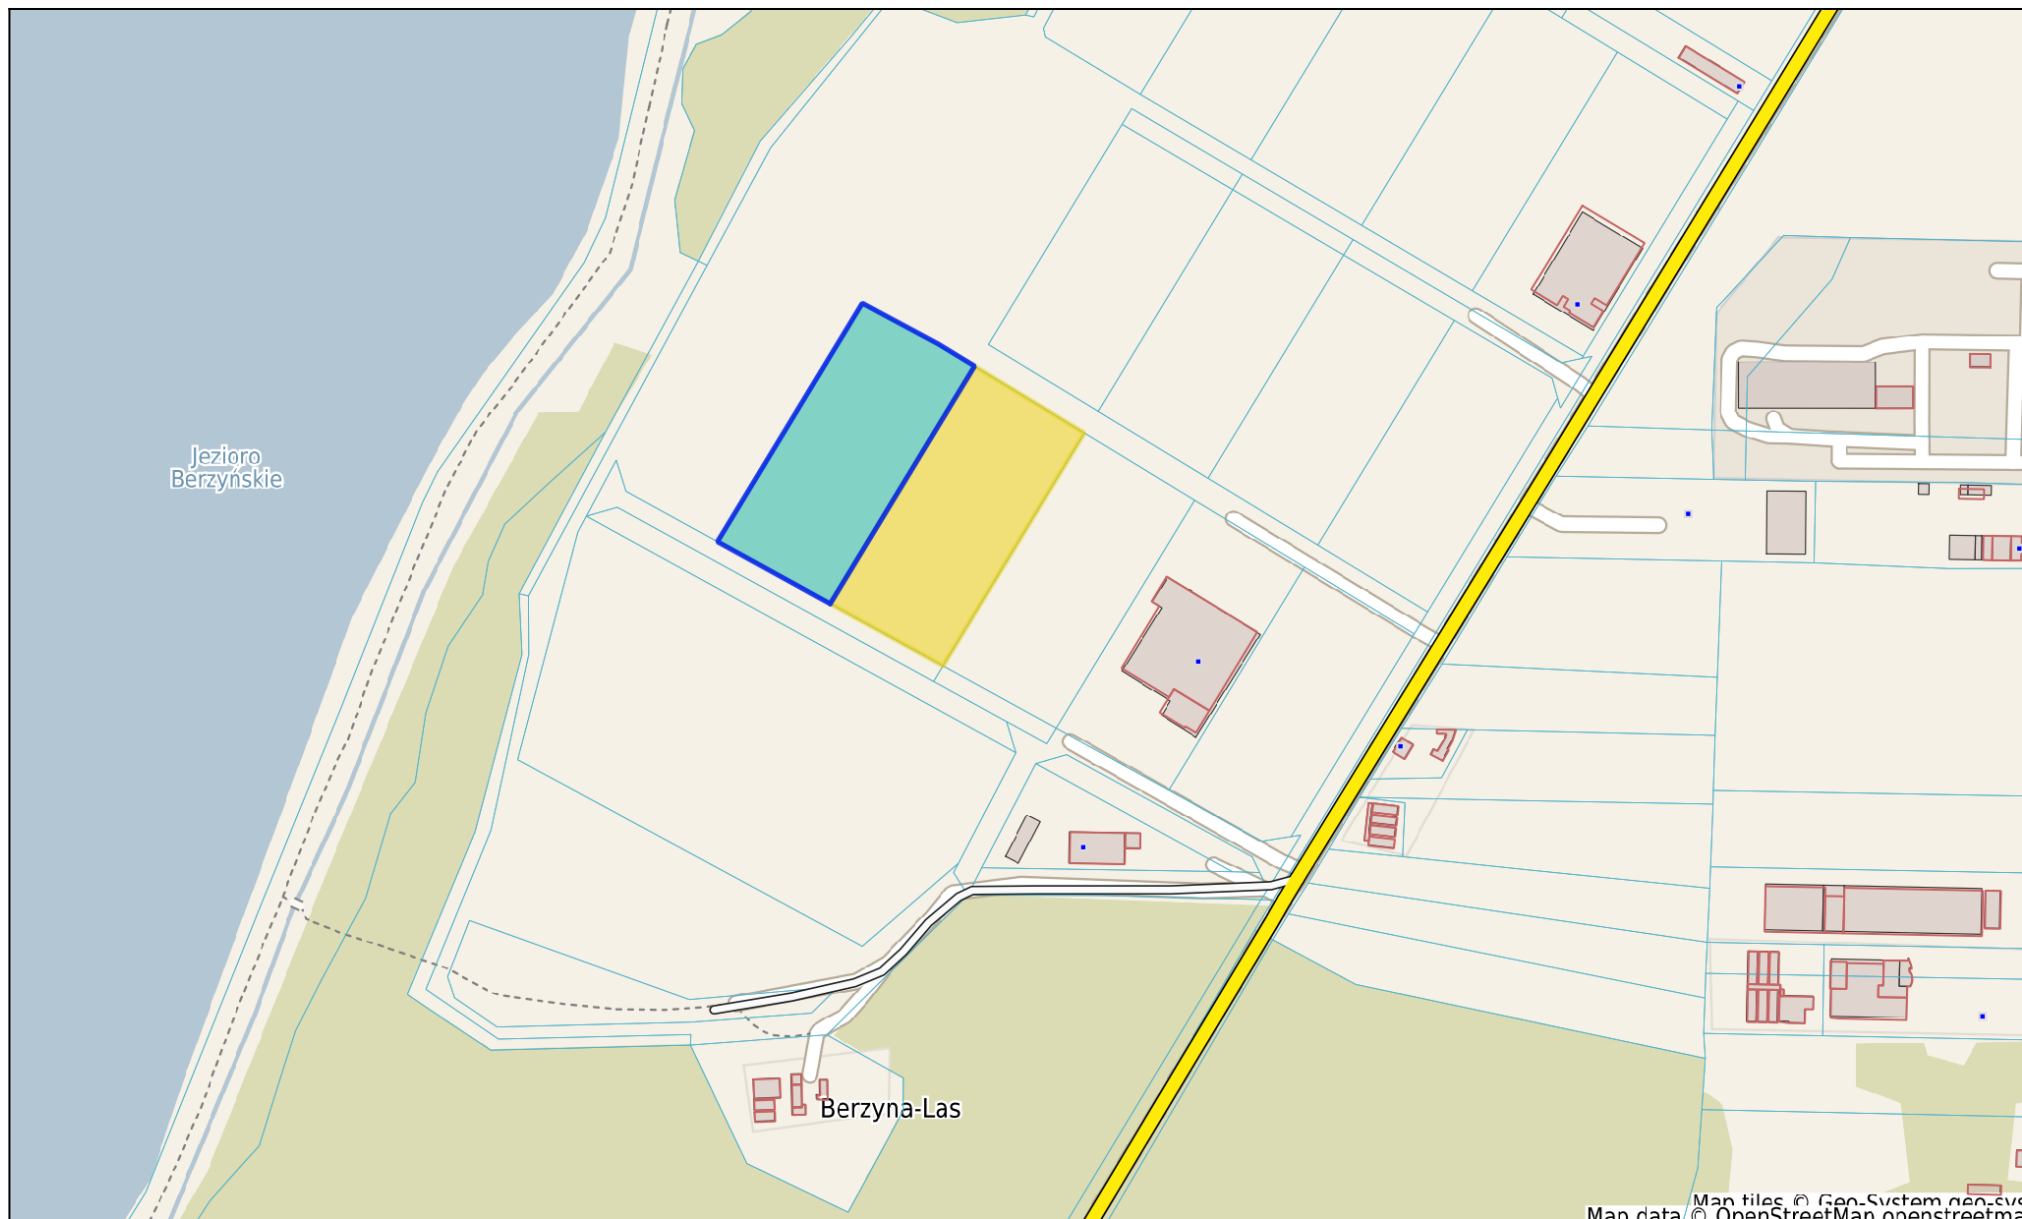 Jezioro
Berzyńskie
Berzyna-Las
Map tiles © Geo-System geo-sys
Map data © OpenStreetMap openstreetma